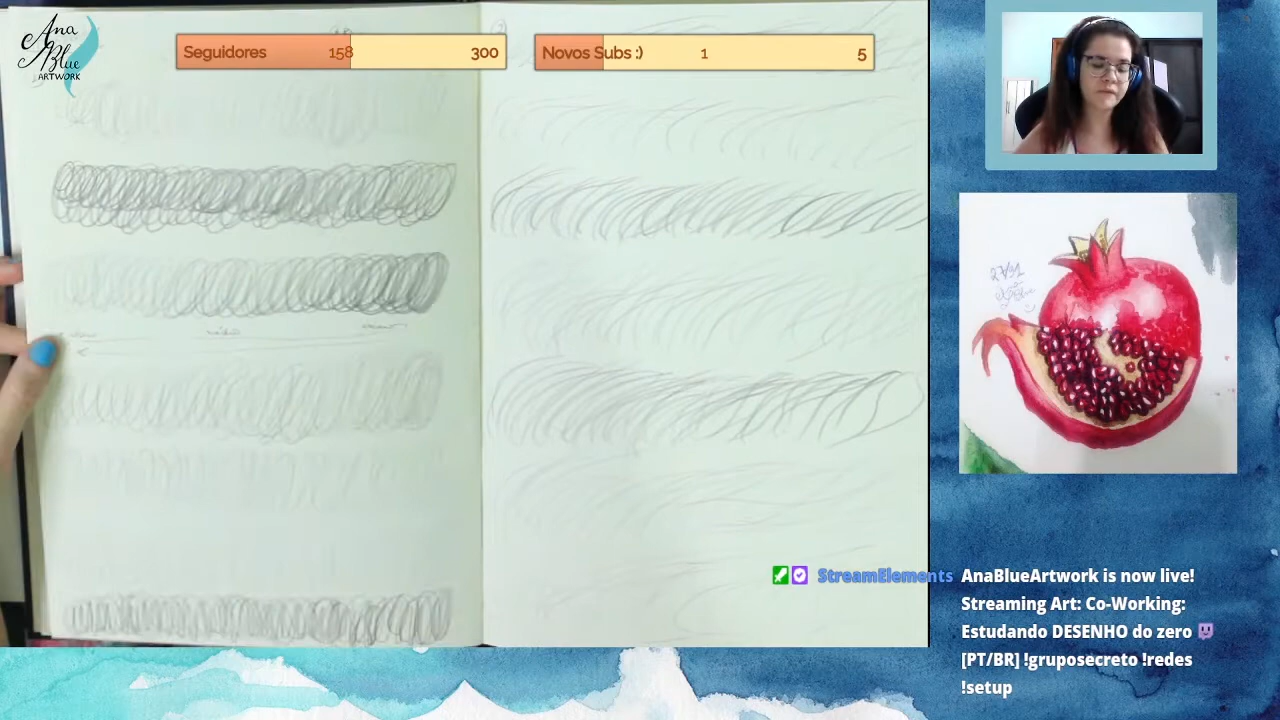 Ana
Blue
ARTWORK
Seguidores 158 300
Novos Subs :) 1 5
StreamElements AnaBlueArtwork is now live!
Streaming Art: Co-Working:
Estudando DESENHO do zero
[PT/BR] !gruposecreto !redes
!setup